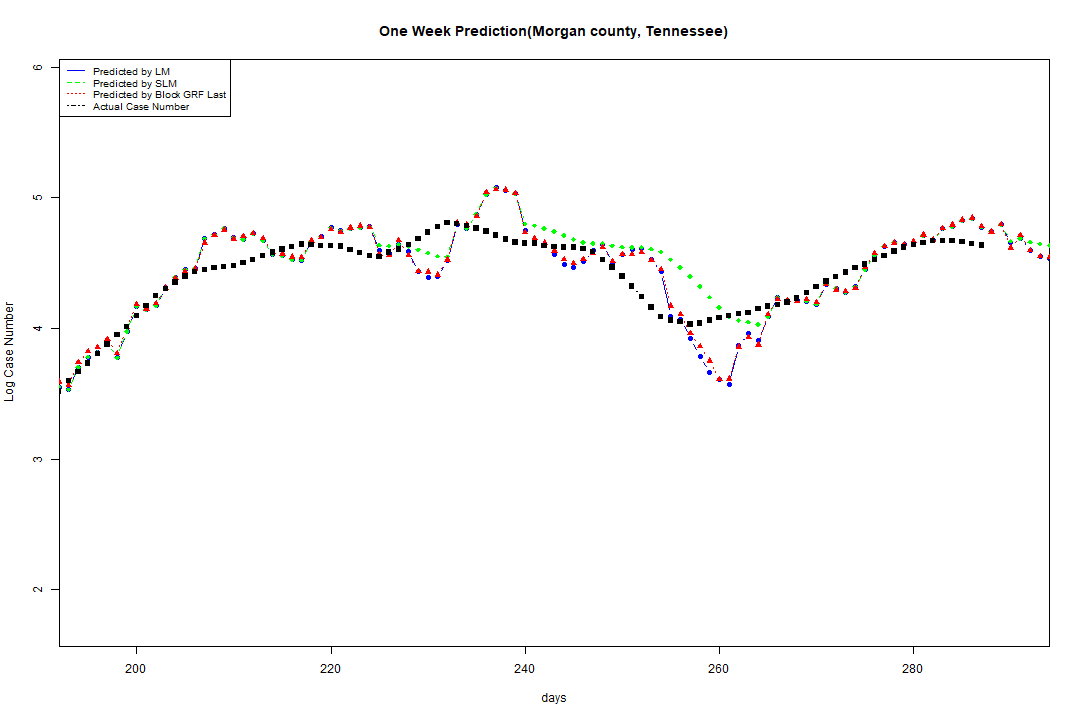 One Week Prediction(Morgan county, Tennessee)
Predicted by LM
Predicted by SLM
Predicted by Block GRF Last
Actual Case Number
6
5
4
3
2
Log Case Number
200 220 240 260 280
days